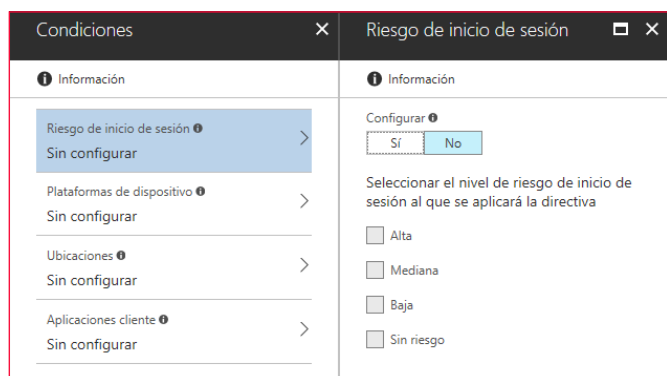 Condiciones
Información
Riesgo de inicio de sesión
Sin configurar
Plataformas de dispositivo
Sin configurar
Ubicaciones
Sin configurar
Aplicaciones cliente
Sin configurar
Riesgo de inicio de sesión
Información
Configurar
Sí No
Seleccionar el nivel de riesgo de inicio de
sesión al que se aplicará la directiva
Alta
Mediana
Baja
Sin riesgo